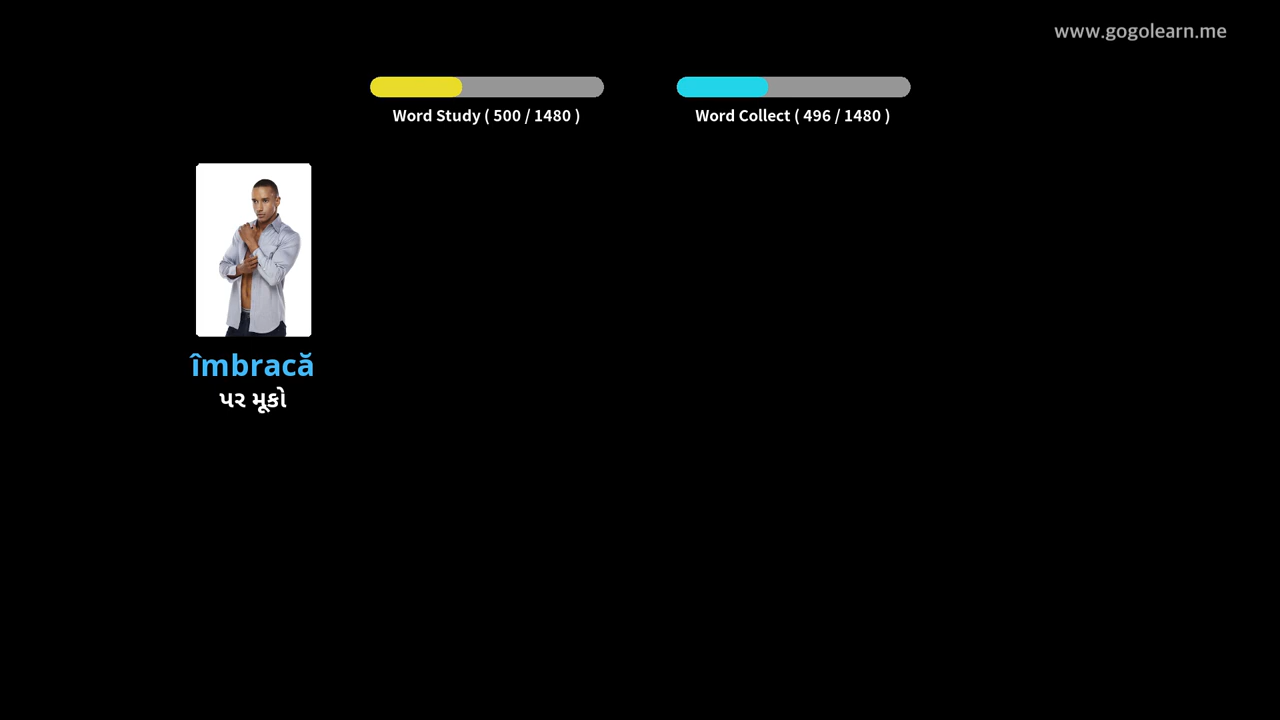 www.gogolearn.me
Word Study ( 500 / 1480 )
Word Collect ( 496 / 1480 )
îmbracă
પર મૂકો